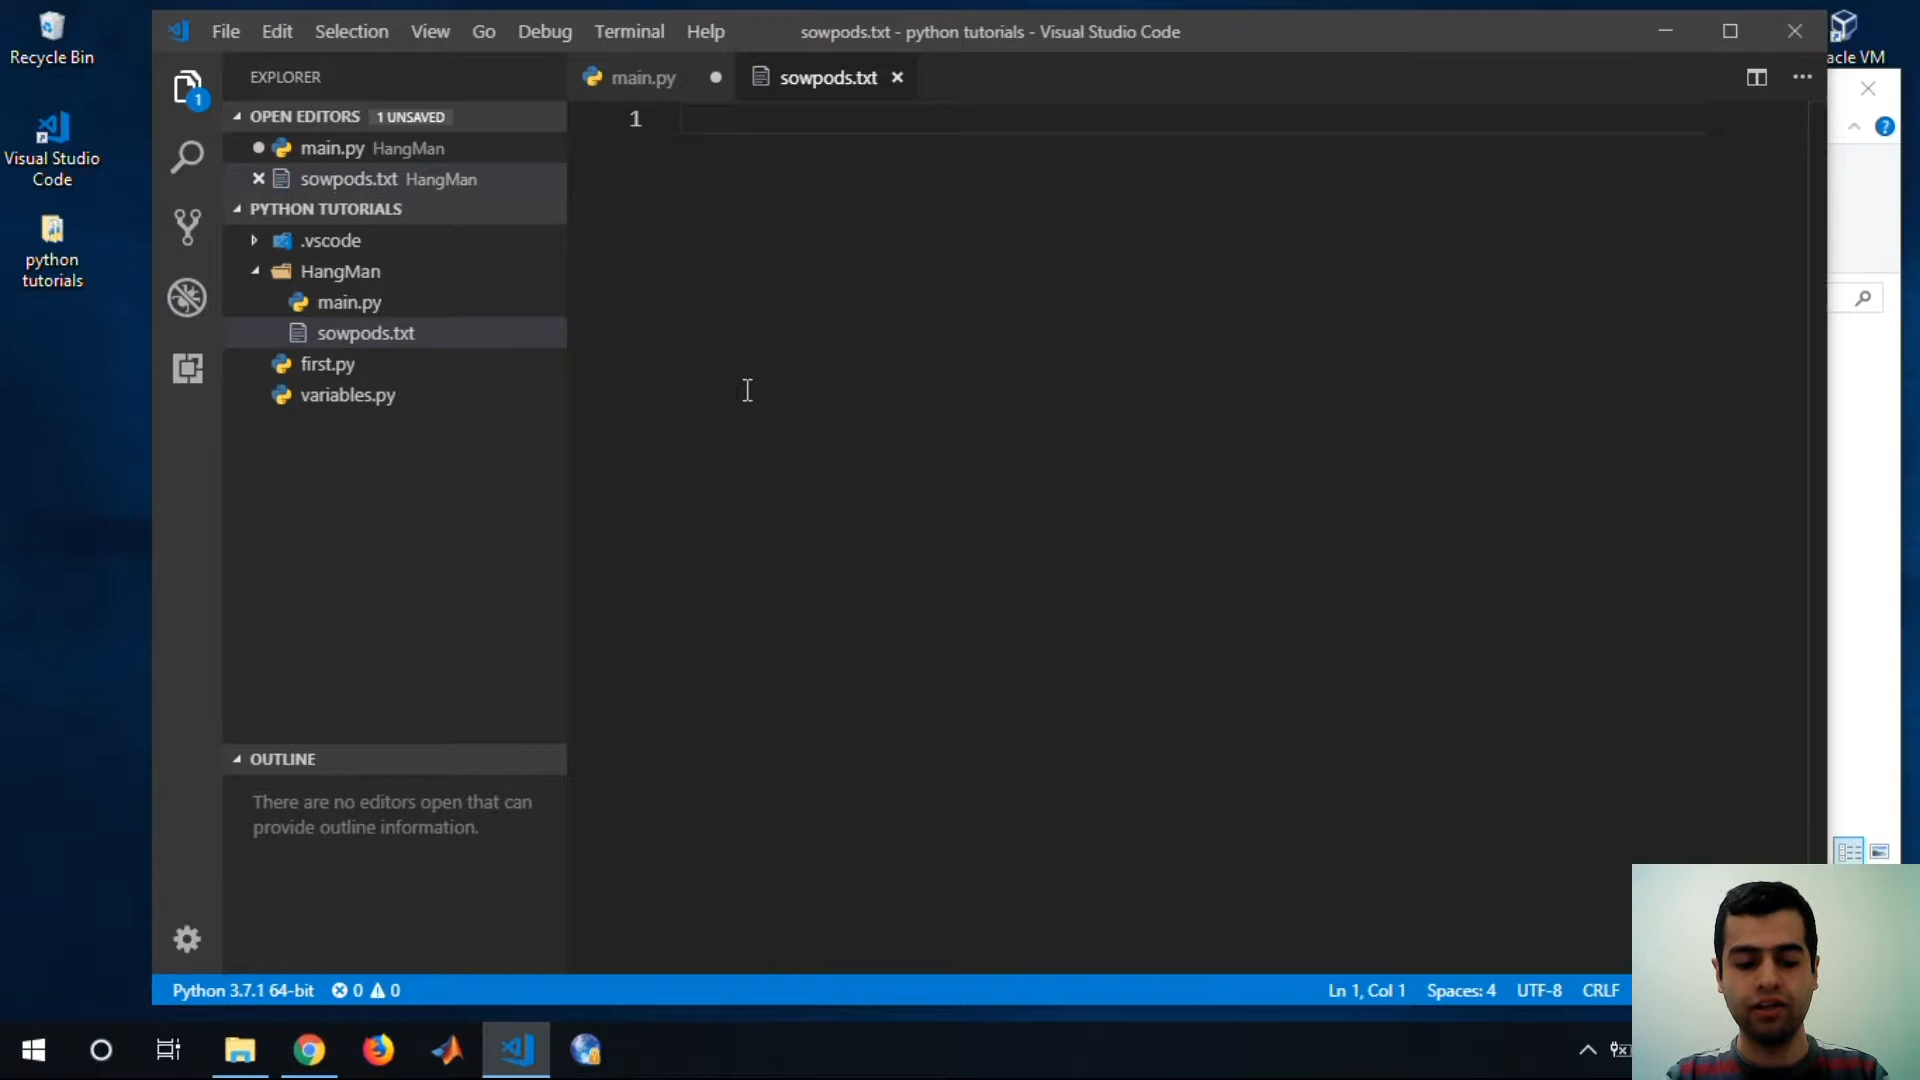 Recycle Bin
Visual Studio
Code
python
tutorials
File Edit Selection View Go Debug Terminal Help
sowpods.txt - python tutorials - Visual Studio Code
acle VM
EXPLORER
1
OPEN EDITORS 1 UNSAVED
main.py HangMan
sowpods.txt HangMan
PYTHON TUTORIALS
.vscode
HangMan
main.py
sowpods.txt
first.py
variables.py
OUTLINE
There are no editors open that can
provide outline information.
main.py
sowpods.txt
1
Python 3.7.1 64-bit 0 0
Ln 1, Col 1 Spaces: 4 UTF-8 CRLF